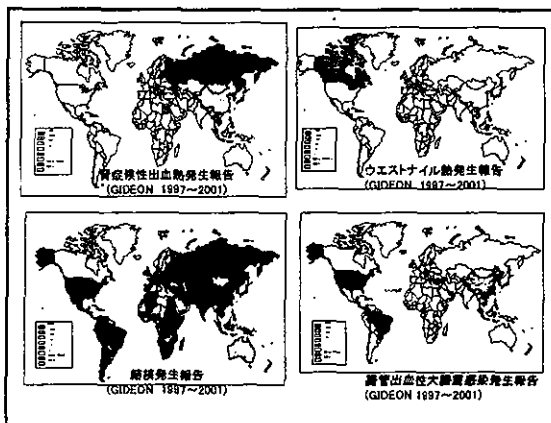 腎症候性出血熱発生報告
(GIDEON 1997～2001)
ウエストナイル熱発生報告
(GIDEON 1997～2001)
結核発生報告
(GIDEON 1997～2001)
腸管出血性大腸菌感染発生報告
(GIDEON 1997～2001)